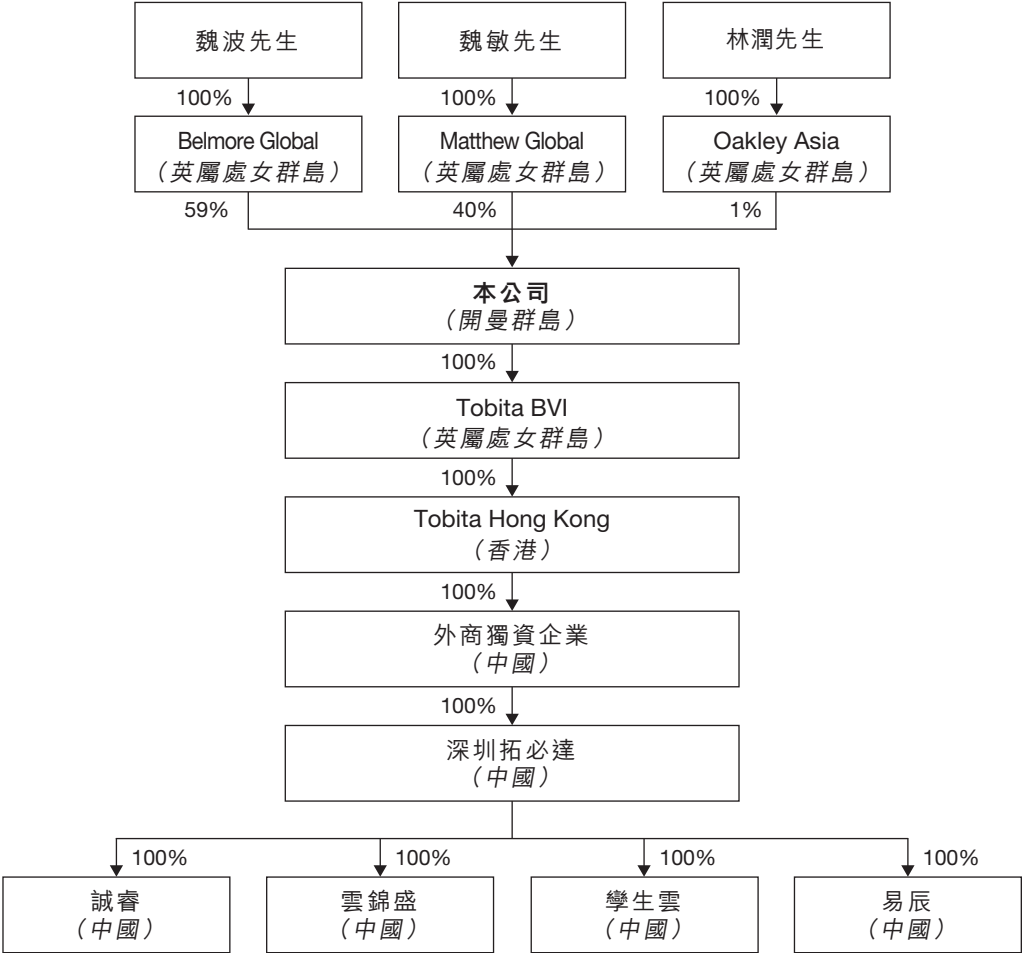 魏波先生
魏敏先生
林潤先生
100%
100%
100%
Belmore Global
（英屬處女群島）
Matthew Global
（英屬處女群島）
Oakley Asia
（英屬處女群島）
59%
40%
1%
本公司
（開曼群島）
100%
Tobita BVI
（英屬處女群島）
100%
Tobita Hong Kong
（香港）
100%
外商獨資企業
（中國）
100%
深圳拓必達
（中國）
100%
100%
100%
100%
誠睿
（中國）
雲錦盛
（中國）
孿生雲
（中國）
易辰
（中國）